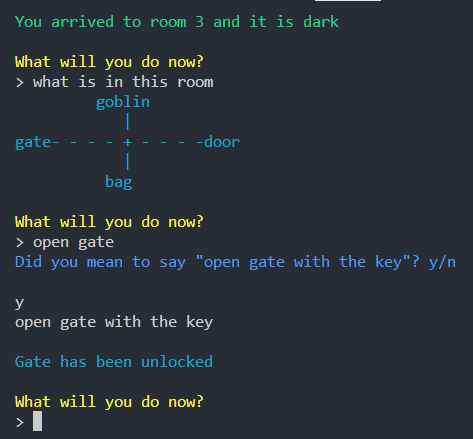 You arrived to room 3 and it is dark
What will you do now?
> what is in this room
goblin
|
gate- - - - + - - - -door
|
bag
What will you do now?
> open gate
Did you mean to say "open gate with the key"? y/n
y
open gate with the key
Gate has been unlocked
What will you do now?
>